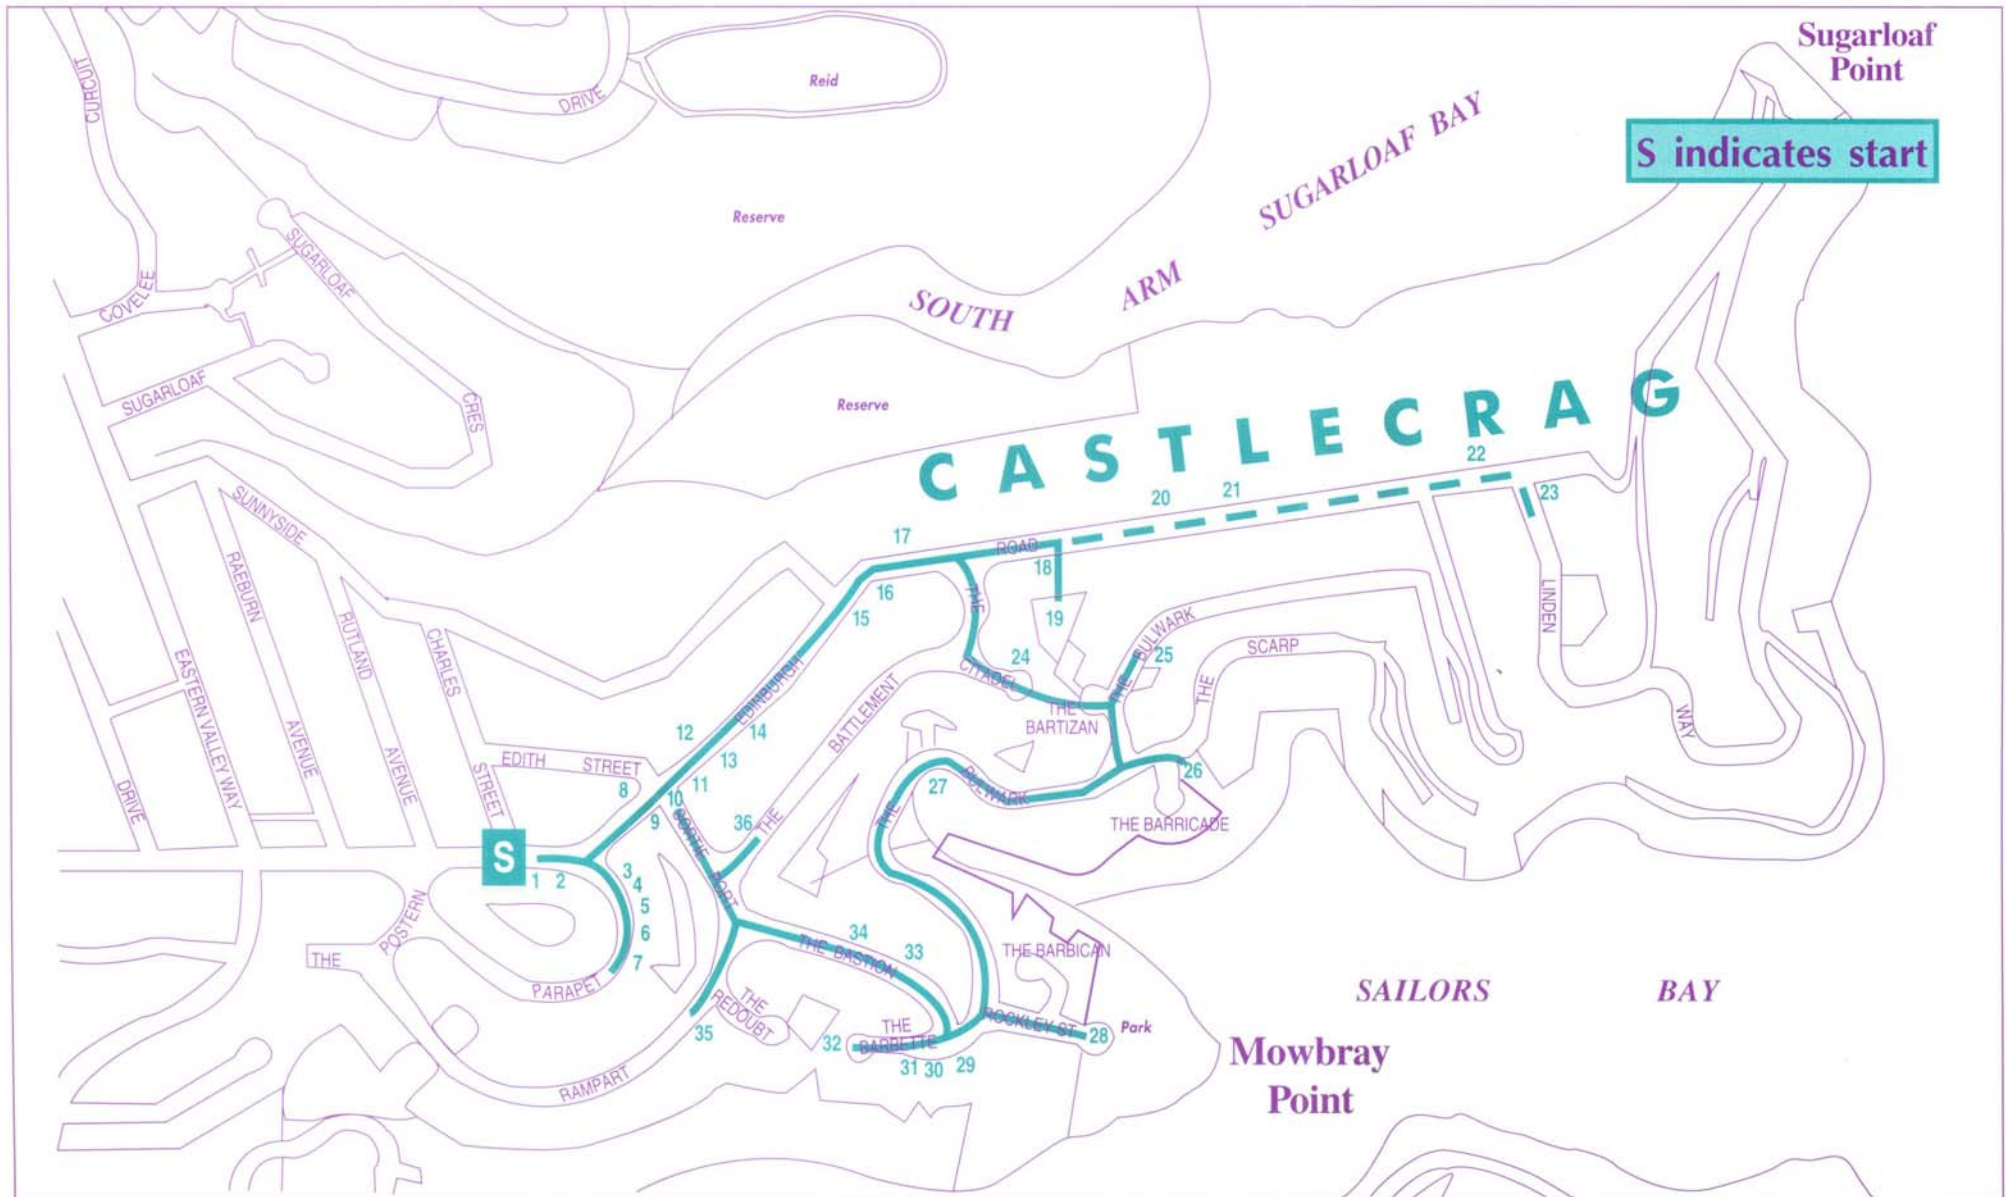 Sugarloaf
Point
S indicates start
CURCUIT
DRIVE
Reid
SUGARLOAF BAY
Reserve
SOUTH ARM
COVELEE
SUGARLOAF
SUGARLOAF
CRES
Reserve
CASTLECRAG
22
23
20
21
17
ROAD
18
16
15
19
THE
SUNNYSIDE
RAEBURN
RUTLAND
CHARLES
EASTERN VALLEY WAY
AVENUE
AVENUE
STREET
DRIVE
LINDEN
WAY
BULWARK
25
THE
SCARP
THE
24
CITADEL
THE
BARTIZAN
EDINBURGH
BATTLEMENT
12
14
13
EDITH STREET
8
11
10
9
SORTIE
PORT
36
THE
27
BULWARK
THE
26
THE BARRICADE
S
1
2
3
4
5
6
7
POSTERN
THE
PARAPET
34
33
THE BASTION
THE BARBICAN
THE
REDOUBT
35
THE
BARBETTE
32
31
30
29
ROCKLEY ST
28
Park
RAMPART
SAILORS BAY
Mowbray
Point